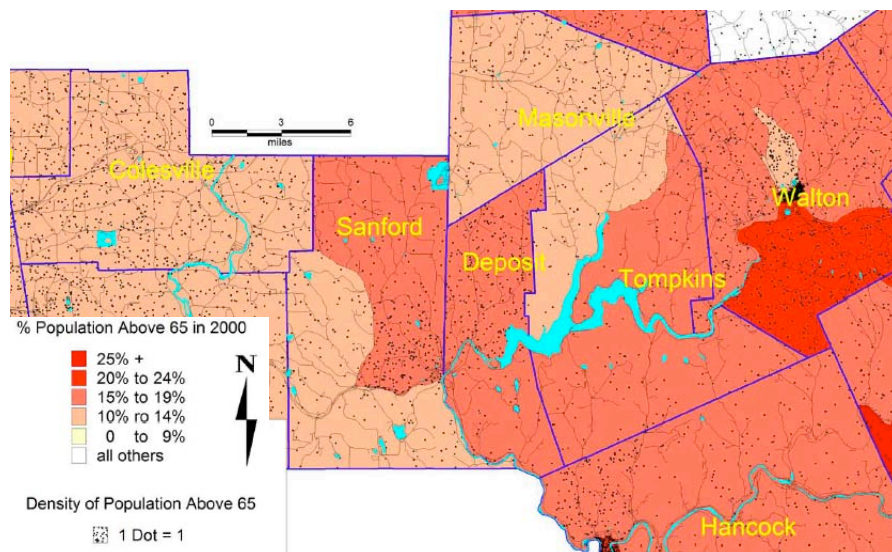 Masonville
0 3 6
miles
Colesville
Walton
Sanford
Deposit
Tompkins
% Population Above 65 in 2000
25% +
20% to 24%
15% to 19%
10% ro 14%
0 to 9%
all others
N
Density of Population Above 65
1 Dot = 1
Hancock